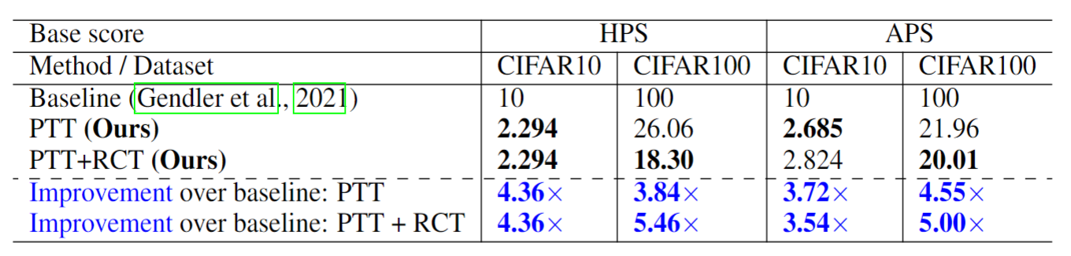 Base score HPS APS
Method / Dataset CIFAR10 CIFAR100 CIFAR10 CIFAR100
Baseline (Gendler et al., 2021) 10 100 10 100
PTT (Ours) 2.294 26.06 2.685 21.96
PTT+RCT (Ours) 2.294 18.30 2.824 20.01
Improvement over baseline: PTT 4.36× 3.84× 3.72× 4.55×
Improvement over baseline: PTT + RCT 4.36× 5.46× 3.54× 5.00×